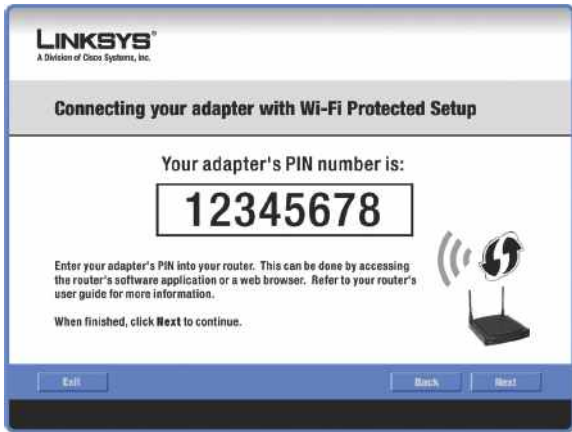 LINKSYS®
A Division of Cisco Systems, Inc.
Connecting your adapter with Wi-Fi Protected Setup
Your adapter's PIN number is:
12345678
Enter your adapter's PIN into your router. This can be done by accessing
the router's software application or a web browser. Refer to your router's
user guide for more information.
When finished, click Next to continue.
Exit
Back
Next